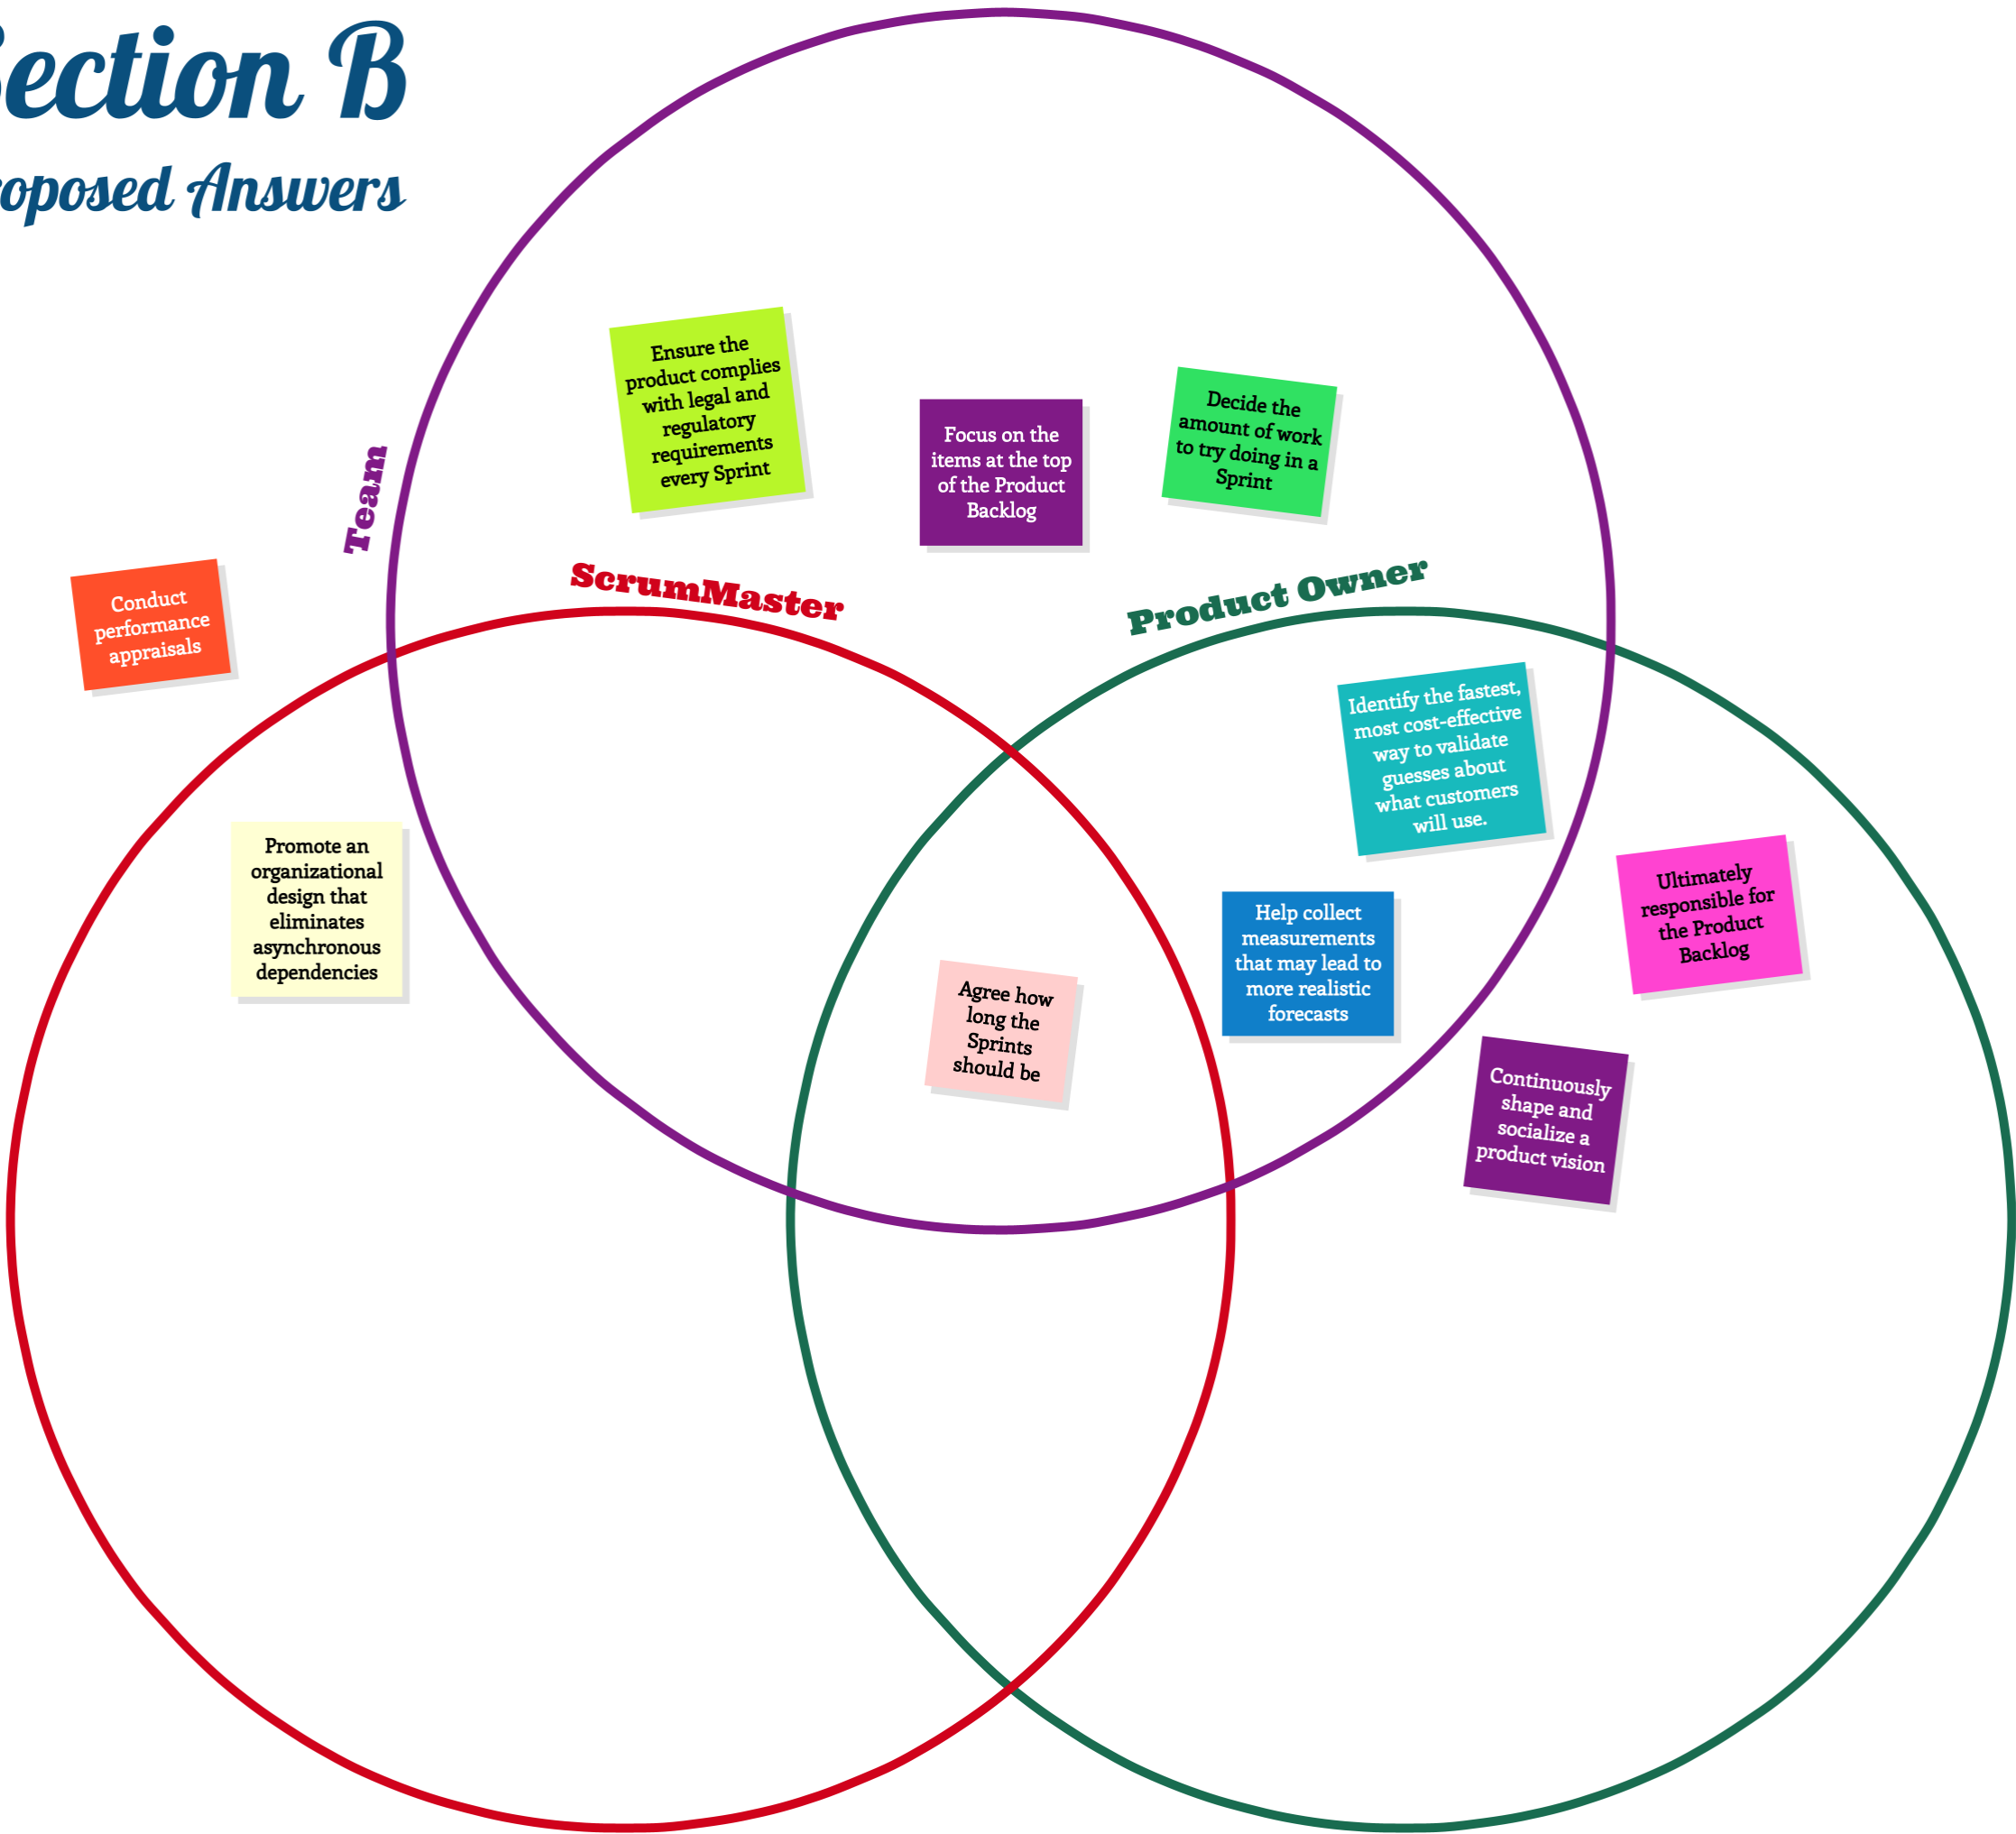 ection B
oposed Answers
Team
Ensure the
product complies
with legal and
regulatory
requirements
every Sprint
Focus on the
items at the top
of the Product
Backlog
Decide the
amount of work
to try doing in a
Sprint
Conduct
performance
appraisals
ScrumMaster
Product Owner
Identify the fastest,
most cost-effective
way to validate
guesses about
what customers
will use.
Promote an
organizational
design that
eliminates
asynchronous
dependencies
Ultimately
responsible for
the Product
Backlog
Help collect
measurements
that may lead to
more realistic
forecasts
Agree how
long the
Sprints
should be
Continuously
shape and
socialize a
product vision